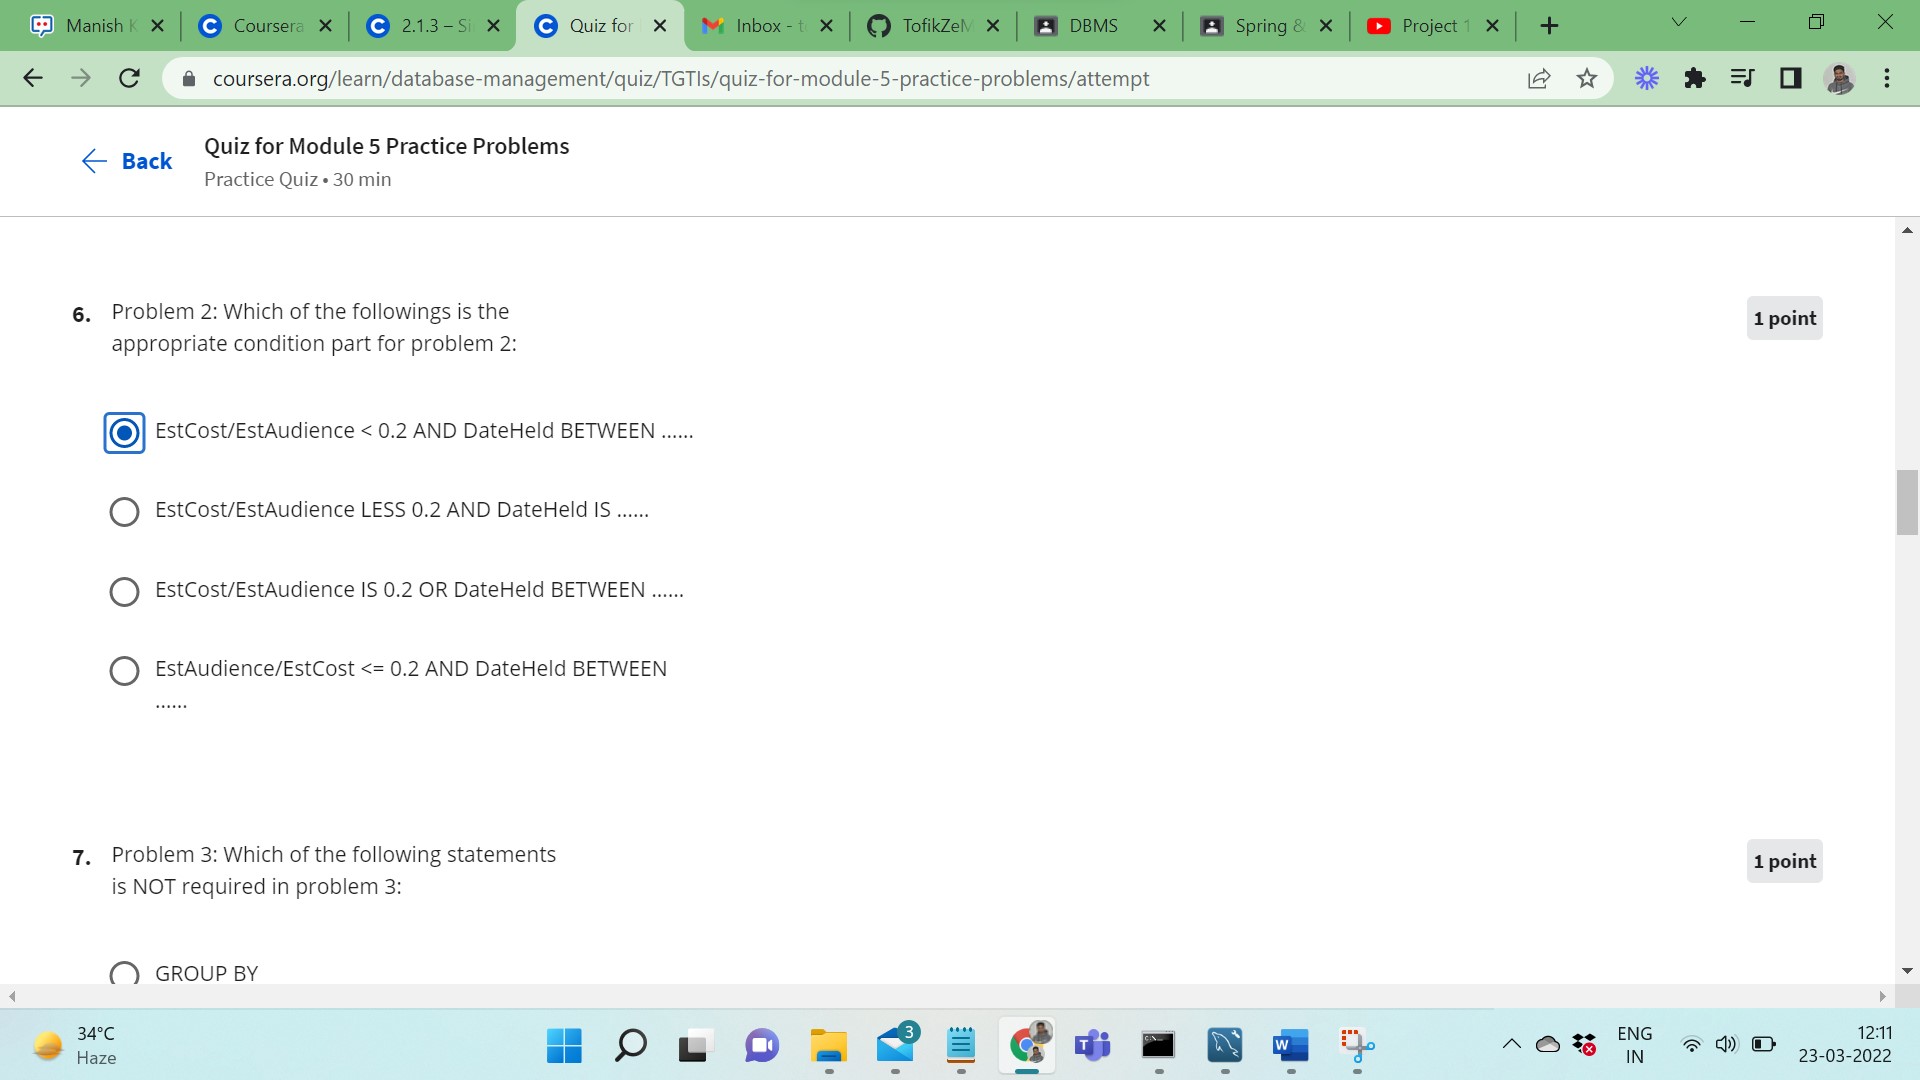 Manish K
Coursera
2.1.3 – Si
Quiz for
Inbox - t
TofikZeM
DBMS
Spring &
Project 1
coursera.org/learn/database-management/quiz/TGTIs/quiz-for-module-5-practice-problems/attempt
Back
Quiz for Module 5 Practice Problems
Practice Quiz • 30 min
6. Problem 2: Which of the followings is the
appropriate condition part for problem 2:
1 point
EstCost/EstAudience < 0.2 AND DateHeld BETWEEN ......
EstCost/EstAudience LESS 0.2 AND DateHeld IS ......
EstCost/EstAudience IS 0.2 OR DateHeld BETWEEN ......
EstAudience/EstCost <= 0.2 AND DateHeld BETWEEN
......
7. Problem 3: Which of the following statements
is NOT required in problem 3:
1 point
GROUP BY
34°C
Haze
3
ENG
IN
12:11
23-03-2022